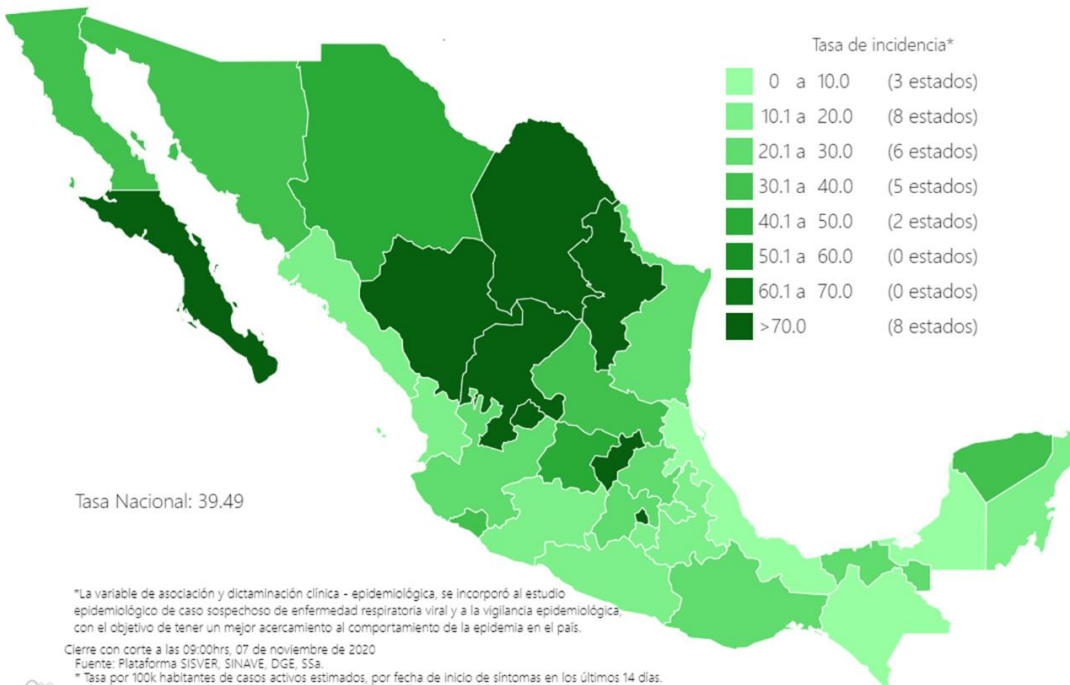 Tasa de incidencia*
0 a 10.0 (3 estados)
10.1 a 20.0 (8 estados)
20.1 a 30.0 (6 estados)
30.1 a 40.0 (5 estados)
40.1 a 50.0 (2 estados)
50.1 a 60.0 (0 estados)
60.1 a 70.0 (0 estados)
>70.0 (8 estados)
Tasa Nacional: 39.49
*La variable de asociación y dictaminación clínica - epidemiológica, se incorporó al estudio
epidemiológico de caso sospechoso de enfermedad respiratoria viral y a la vigilancia epidemiológica,
con el objetivo de tener un mejor acercamiento al comportamiento de la epidemia en el país.
Cierre con corte a las 09:00hrs, 07 de noviembre de 2020
Fuente: Plataforma SISVER, SINAVE, DGE, SSa.
* Tasa por 100k habitantes de casos activos estimados, por fecha de inicio de síntomas en los últimos 14 días.